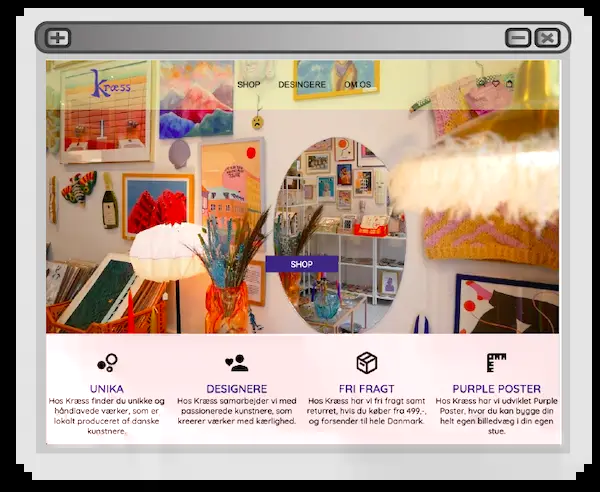 Kræss
SHOP DESINGERE OM OS
SHOP
UNIKA
Hos Kræss finder du unikke og
håndlavede værker, som er
lokalt produceret af danske
kunstnere.
DESIGNERE
Hos Kræss samarbejder vi med
passionerede kunstnere, som
kreerer værker med kærlighed.
FRI FRAGT
Hos Kræss har vi fri fragt samt
returret, hvis du køber fra 499,-,
og forsender til hele Danmark.
PURPLE POSTER
Hos Kræss har vi udviklet Purple
Poster, hvor du kan bygge din
helt egen billedvæg i din egen
stue.